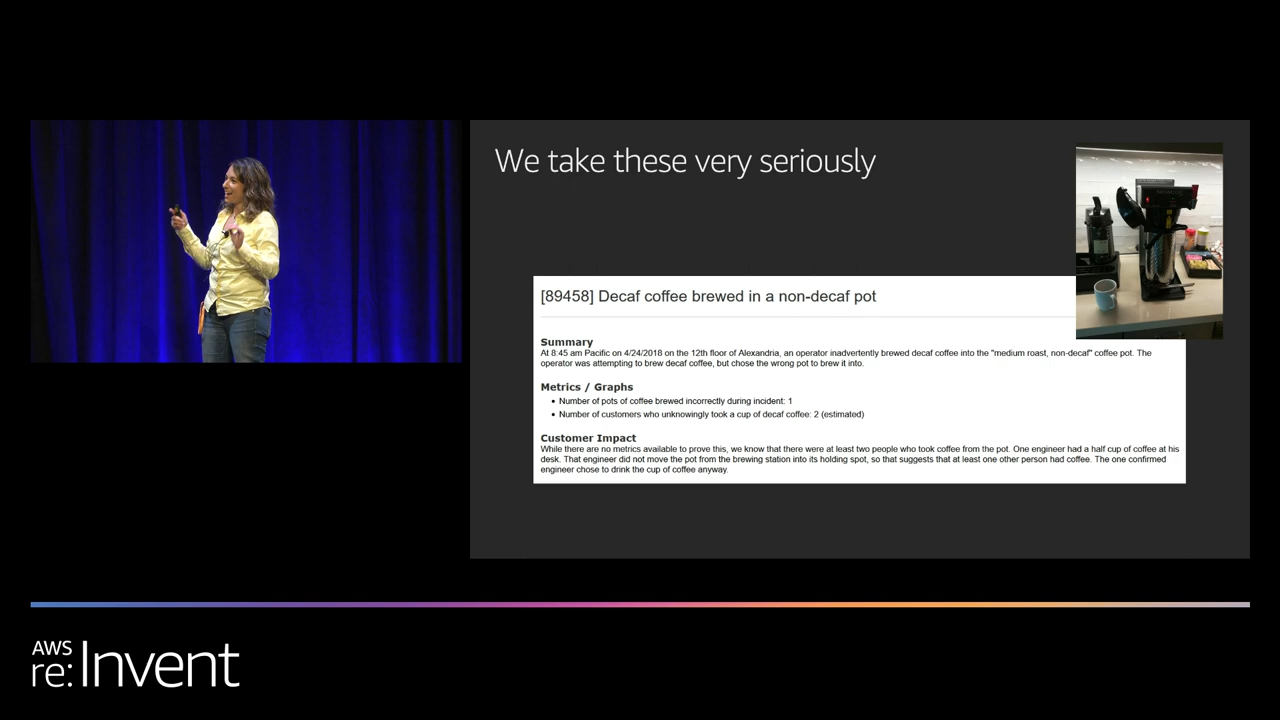 We take these very seriously
[89458] Decaf coffee brewed in a non-decaf pot
Summary
At 8:45 am Pacific on 4/24/2018 on the 12th floor of Alexandria, an operator inadvertently brewed decaf coffee into the "medium roast, non-decaf" coffee pot. The
operator was attempting to brew decaf coffee, but chose the wrong pot to brew it into.
Metrics / Graphs
• Number of pots of coffee brewed incorrectly during incident: 1
• Number of customers who unknowingly took a cup of decaf coffee: 2 (estimated)
Customer Impact
While there are no metrics available to prove this, we know that there were at least two people who took coffee from the pot. One engineer had a half cup of coffee at his
desk. That engineer did not move the pot from the brewing station into its holding spot, so that suggests that at least one other person had coffee. The one confirmed
engineer chose to drink the cup of coffee anyway.
AWS
re:Invent